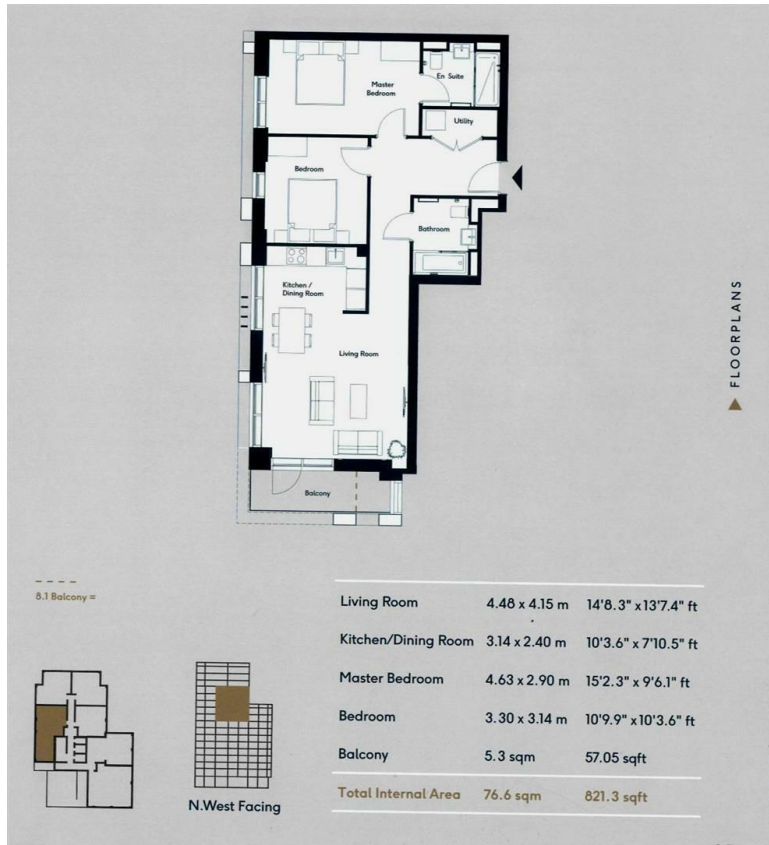 En Suite
Master
Bedroom
Utility
Bedroom
Bathroom
Kitchen /
Dining Room
Living Room
Balcony
FLOORPLANS
8.1 Balcony =
N.West Facing
Living Room 4.48 x 4.15 m 14'8.3" x 13'7.4" ft
Kitchen/Dining Room 3.14 x 2.40 m 10'3.6" x 7'10.5" ft
Master Bedroom 4.63 x 2.90 m 15'2.3" x 9'6.1" ft
Bedroom 3.30 x 3.14 m 10'9.9" x 10'3.6" ft
Balcony 5.3 sqm 57.05 sqft
Total Internal Area 76.6 sqm 821.3 sqft